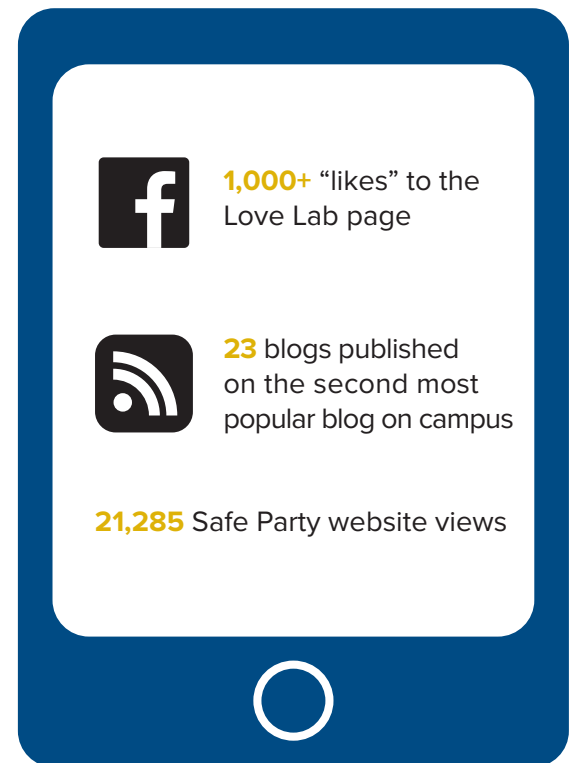 1,000+ “likes” to the
Love Lab page
23 blogs published
on the second most
popular blog on campus
21,285 Safe Party website views